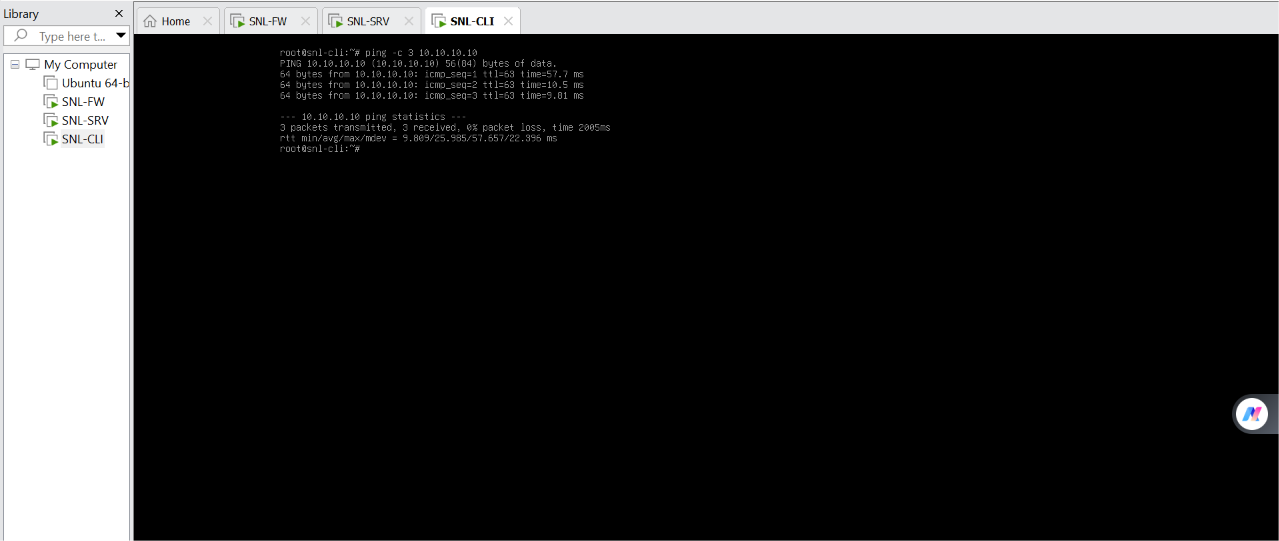 Library
Home
SNL-FW
SNL-SRV
SNL-CLI
Type here t...
My Computer
Ubuntu 64-b
SNL-FW
SNL-SRV
SNL-CLI
root@snl-cli:~# ping -c 3 10.10.10.10
PING 10.10.10.10 (10.10.10.10) 56(84) bytes of data.
64 bytes from 10.10.10.10: icmp_seq=1 ttl=63 time=57.7 ms
64 bytes from 10.10.10.10: icmp_seq=2 ttl=63 time=10.5 ms
64 bytes from 10.10.10.10: icmp_seq=3 ttl=63 time=9.81 ms
--- 10.10.10.10 ping statistics ---
3 packets transmitted, 3 received, 0% packet loss, time 2005ms
rtt min/avg/max/mdev = 9.809/25.985/57.657/22.396 ms
root@snl-cli:~#